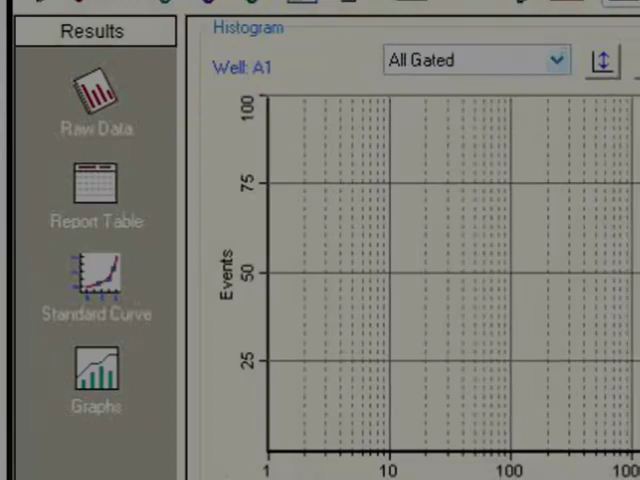 Results
Histogram
Well: A1
All Gated
Raw Data
Report Table
Standard Curve
Graphs
Events
100
75
50
25
1
10
100